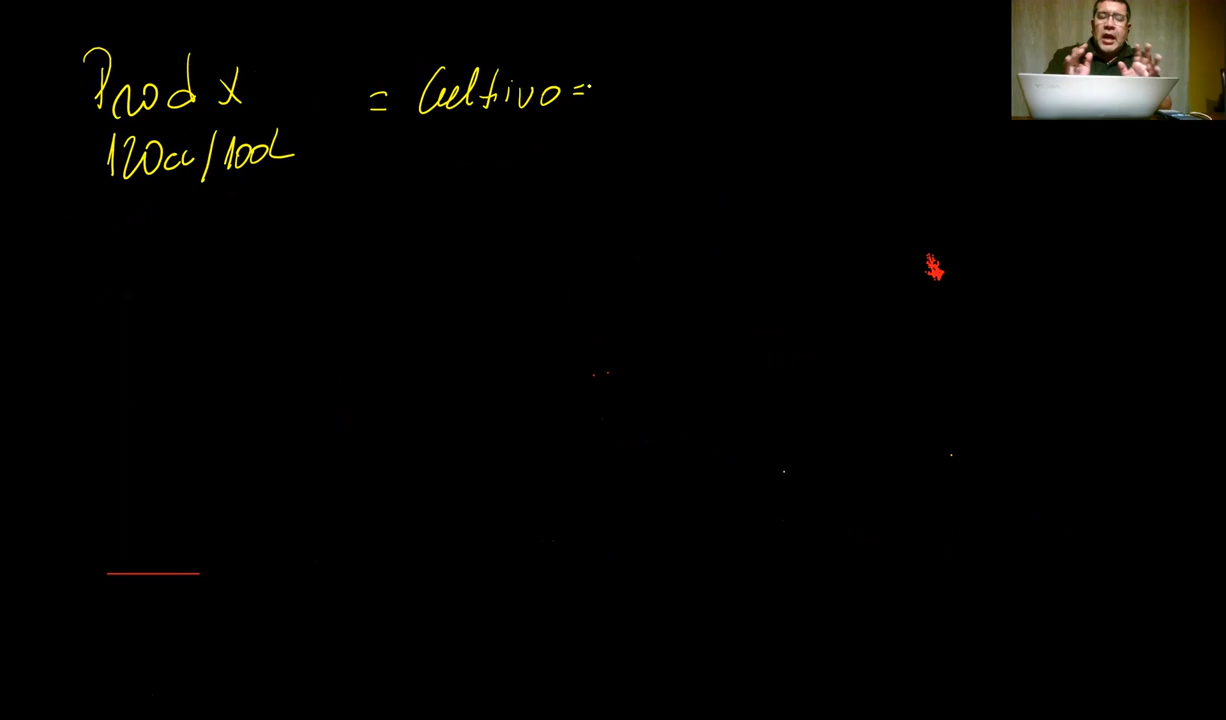 Prod X = Cultivo =
120cc/100L